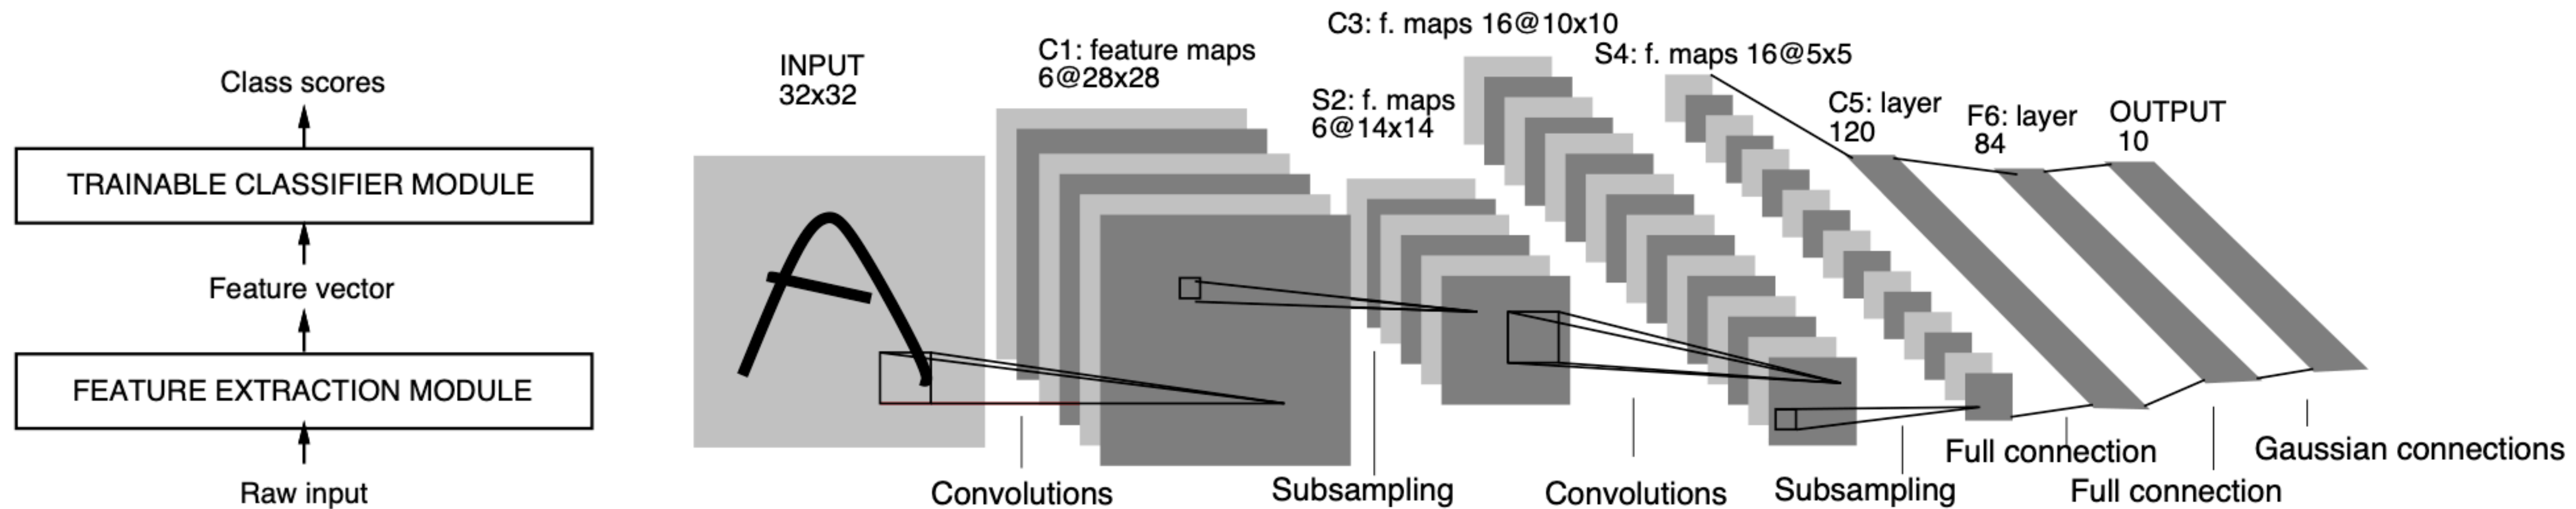 Class scores
TRAINABLE CLASSIFIER MODULE
Feature vector
FEATURE EXTRACTION MODULE
Raw input
INPUT
32x32
C1: feature maps
6@28x28
S2: f. maps
6@14x14
C3: f. maps 16@10x10
S4: f. maps 16@5x5
C5: layer
120
F6: layer
84
OUTPUT
10
Convolutions
Subsampling
Convolutions
Subsampling
Full connection
Full connection
Gaussian connections